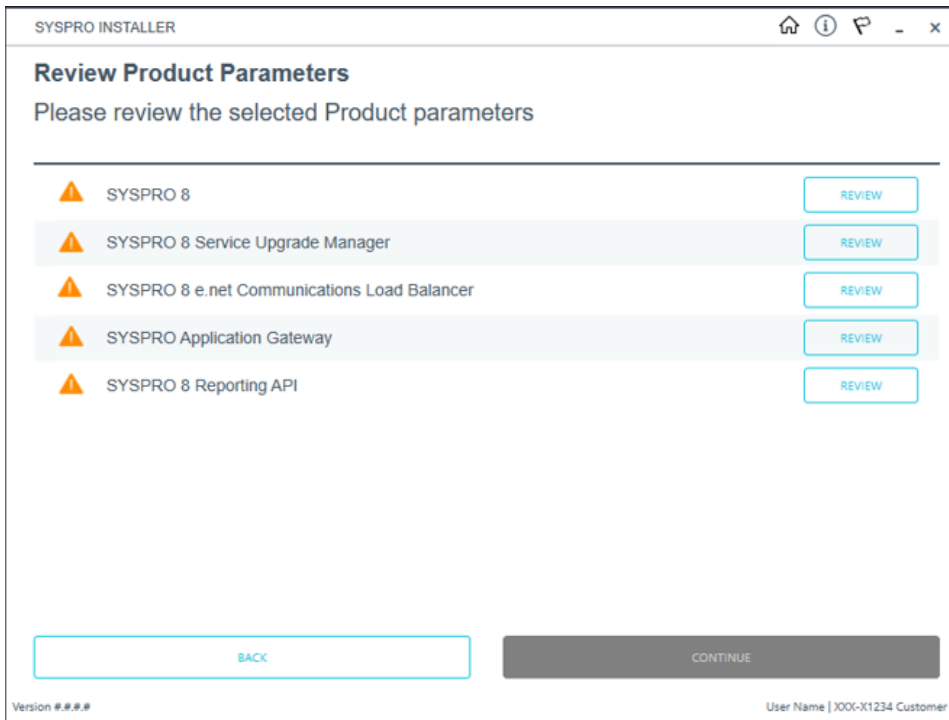 SYSPRO INSTALLER
Review Product Parameters
Please review the selected Product parameters
SYSPRO 8 REVIEW
SYSPRO 8 Service Upgrade Manager REVIEW
SYSPRO 8 e.net Communications Load Balancer REVIEW
SYSPRO Application Gateway REVIEW
SYSPRO 8 Reporting API REVIEW
BACK CONTINUE
Version #.#.#.# User Name | XXX-X1234 Customer